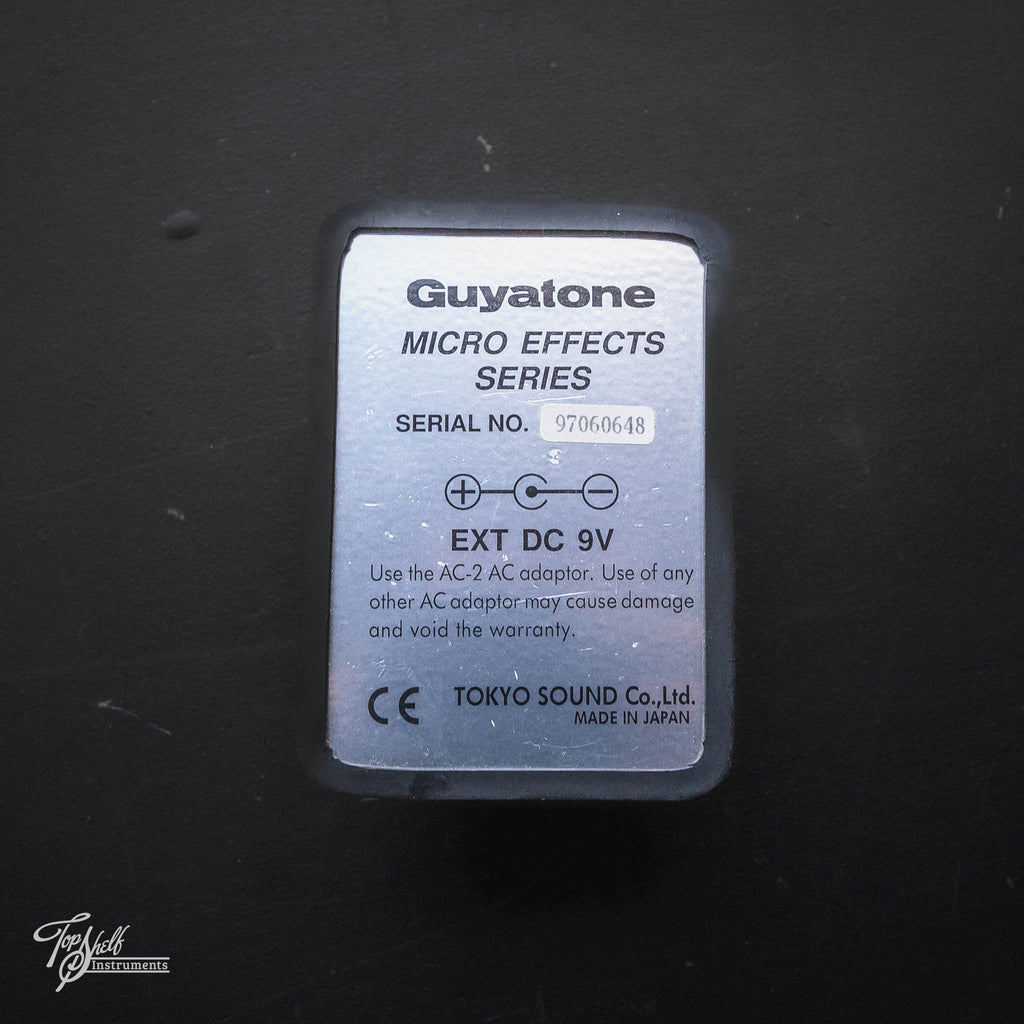 Guyatone
MICRO EFFECTS
SERIES
SERIAL NO. 97060648
EXT DC 9V
Use the AC-2 AC adaptor. Use of any
other AC adaptor may cause damage
and void the warranty.
CE TOKYO SOUND Co.,Ltd.
MADE IN JAPAN
Top Shelf
Instruments